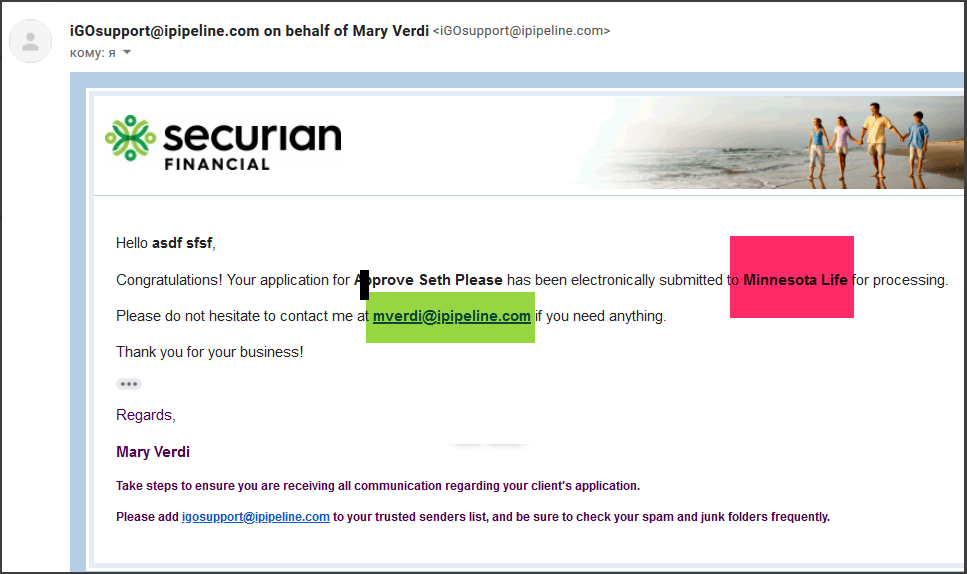 iGOsupport@ipipeline.com on behalf of Mary Verdi <iGOsupport@ipipeline.com>
кому: я
securian
FINANCIAL
Hello asdf sfsf,
Congratulations! Your application for Approve Seth Please has been electronically submitted to Minnesota Life for processing.
Please do not hesitate to contact me at mverdi@ipipeline.com if you need anything.
Thank you for your business!
Regards,
Mary Verdi
Take steps to ensure you are receiving all communication regarding your client's application.
Please add igosupport@ipipeline.com to your trusted senders list, and be sure to check your spam and junk folders frequently.